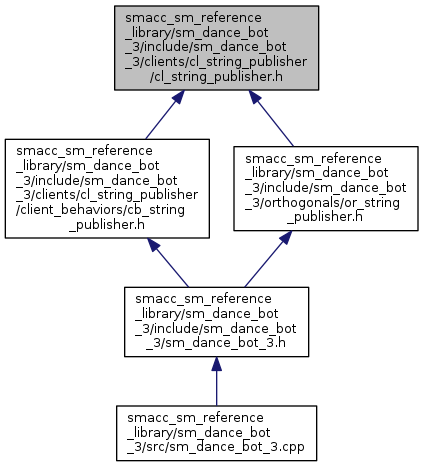 smacc_sm_reference
_library/sm_dance_bot
_3/include/sm_dance_bot
_3/clients/cl_string_publisher
/cl_string_publisher.h
smacc_sm_reference
_library/sm_dance_bot
_3/include/sm_dance_bot
_3/clients/cl_string_publisher
/client_behaviors/cb_string
_publisher.h
smacc_sm_reference
_library/sm_dance_bot
_3/include/sm_dance_bot
_3/orthogonals/or_string
_publisher.h
smacc_sm_reference
_library/sm_dance_bot
_3/include/sm_dance_bot
_3/sm_dance_bot_3.h
smacc_sm_reference
_library/sm_dance_bot
_3/src/sm_dance_bot_3.cpp